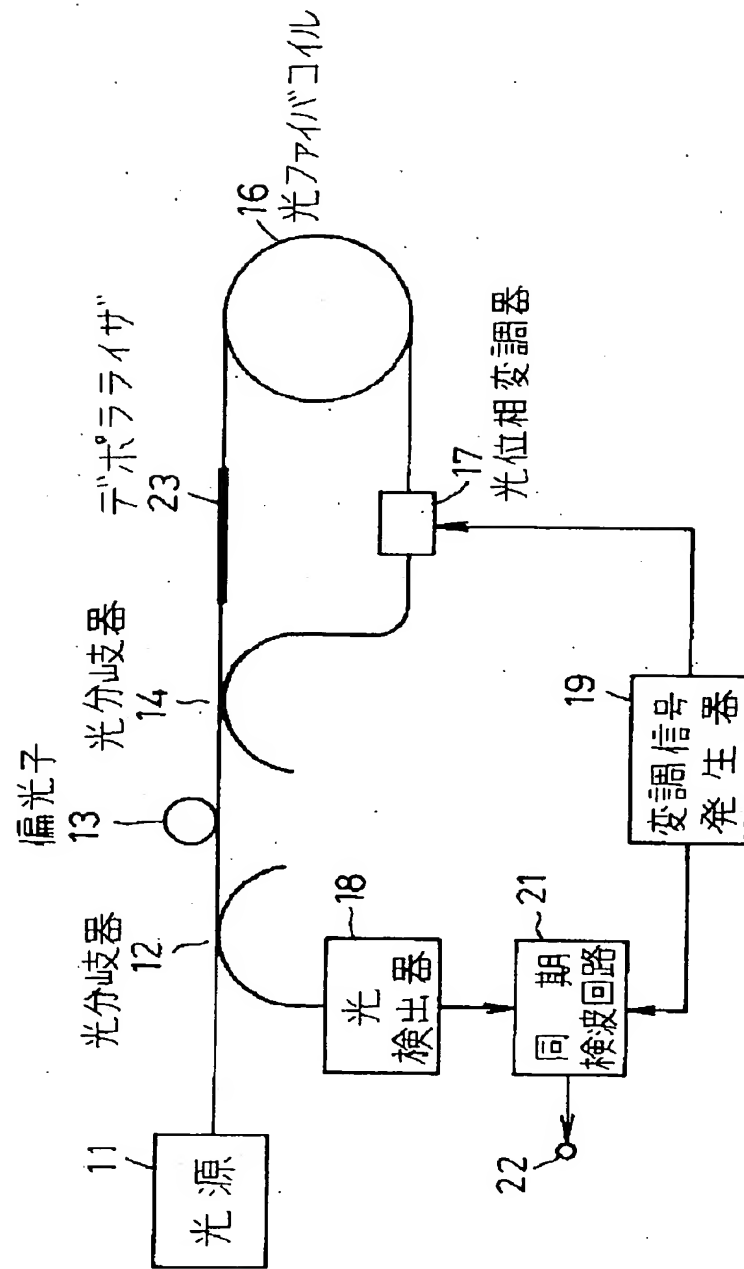 11
光源
光分岐器
12
偏光子
13
光分岐器
14
デポラライザ
23
16
光ファイバコイル
17
光位相変調器
18
光
検出器
21
同期
検波回路
22
19
変調信号
発生器